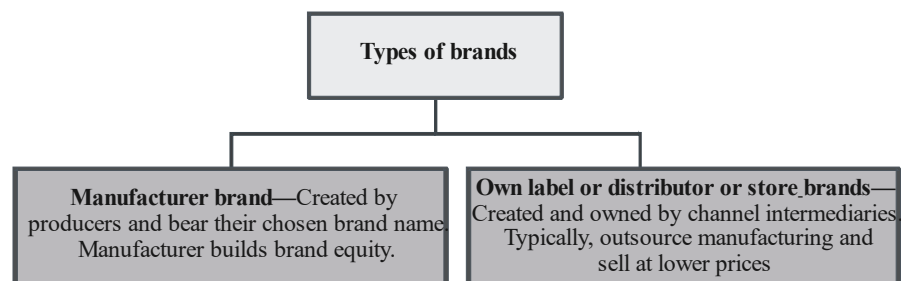 Types of brands
Manufacturer brand—Created by
producers and bear their chosen brand name.
Manufacturer builds brand equity.
Own label or distributor or store brands—
Created and owned by channel intermediaries.
Typically, outsource manufacturing and
sell at lower prices